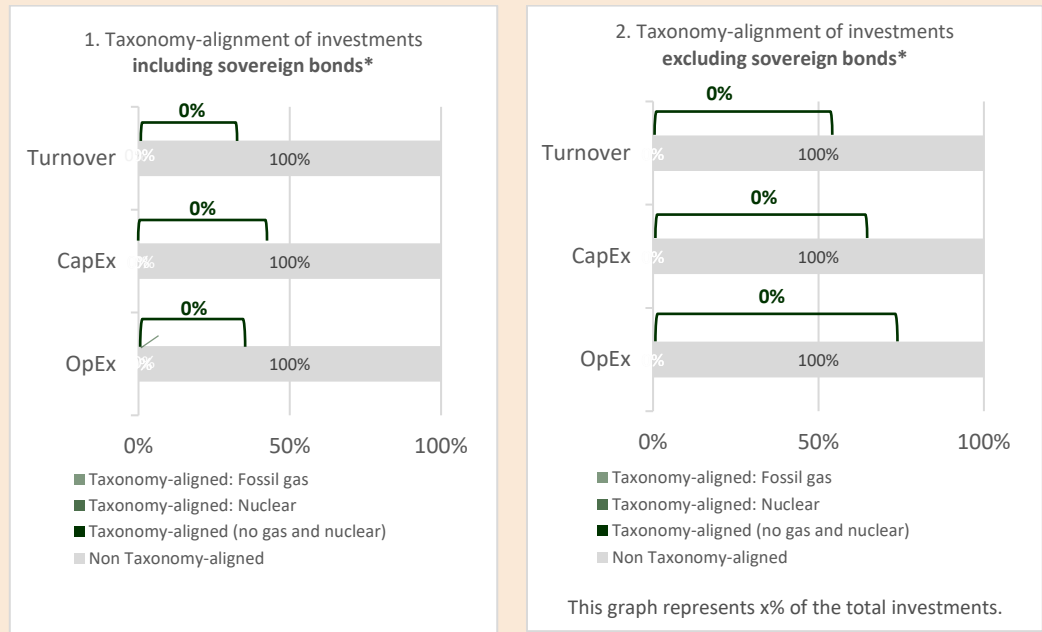 1. Taxonomy-alignment of investments
including sovereign bonds*
0%
Turnover
100%
0%
CapEx
100%
0%
OpEx
100%
0% 50% 100%
Taxonomy-aligned: Fossil gas
Taxonomy-aligned: Nuclear
Taxonomy-aligned (no gas and nuclear)
Non Taxonomy-aligned
2. Taxonomy-alignment of investments
excluding sovereign bonds*
0%
Turnover
100%
0%
CapEx
100%
0%
OpEx
100%
0% 50% 100%
Taxonomy-aligned: Fossil gas
Taxonomy-aligned: Nuclear
Taxonomy-aligned (no gas and nuclear)
Non Taxonomy-aligned
This graph represents x% of the total investments.